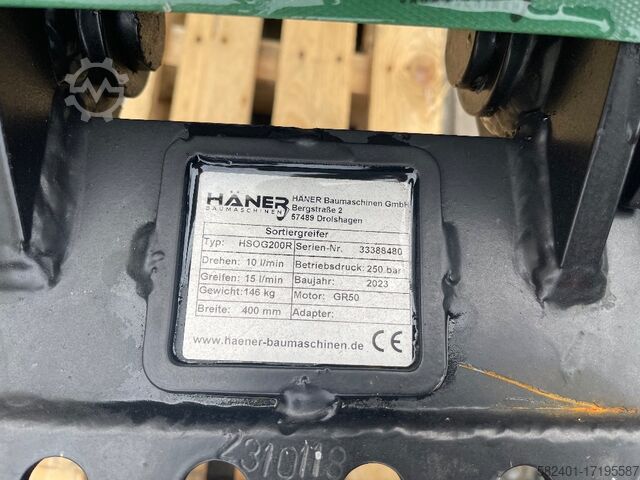 HÄNER
BAUMASCHINEN
HÄNER Baumaschinen GmbH
Bergstraße 2
57489 Drolshagen
Sortiergreifer
Typ: HSOG200R Serien-Nr. 33388480
Drehen: 10 l/min Betriebsdruck: 250 bar
Greifen: 15 l/min Baujahr: 2023
Gewicht: 146 kg Motor: GR50
Breite: 400 mm Adapter:
www.haener-baumaschinen.de CE
2310118
582401-17195587